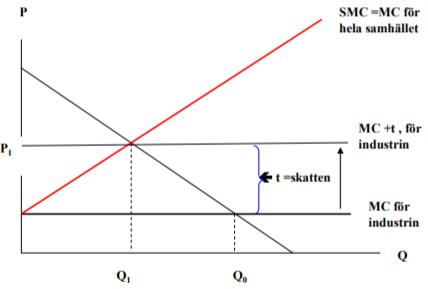 P
SMC =MC för
hela samhället
MC +t , för
industrin
P1
t =skatten
MC för
industrin
Q
Q1
Q0